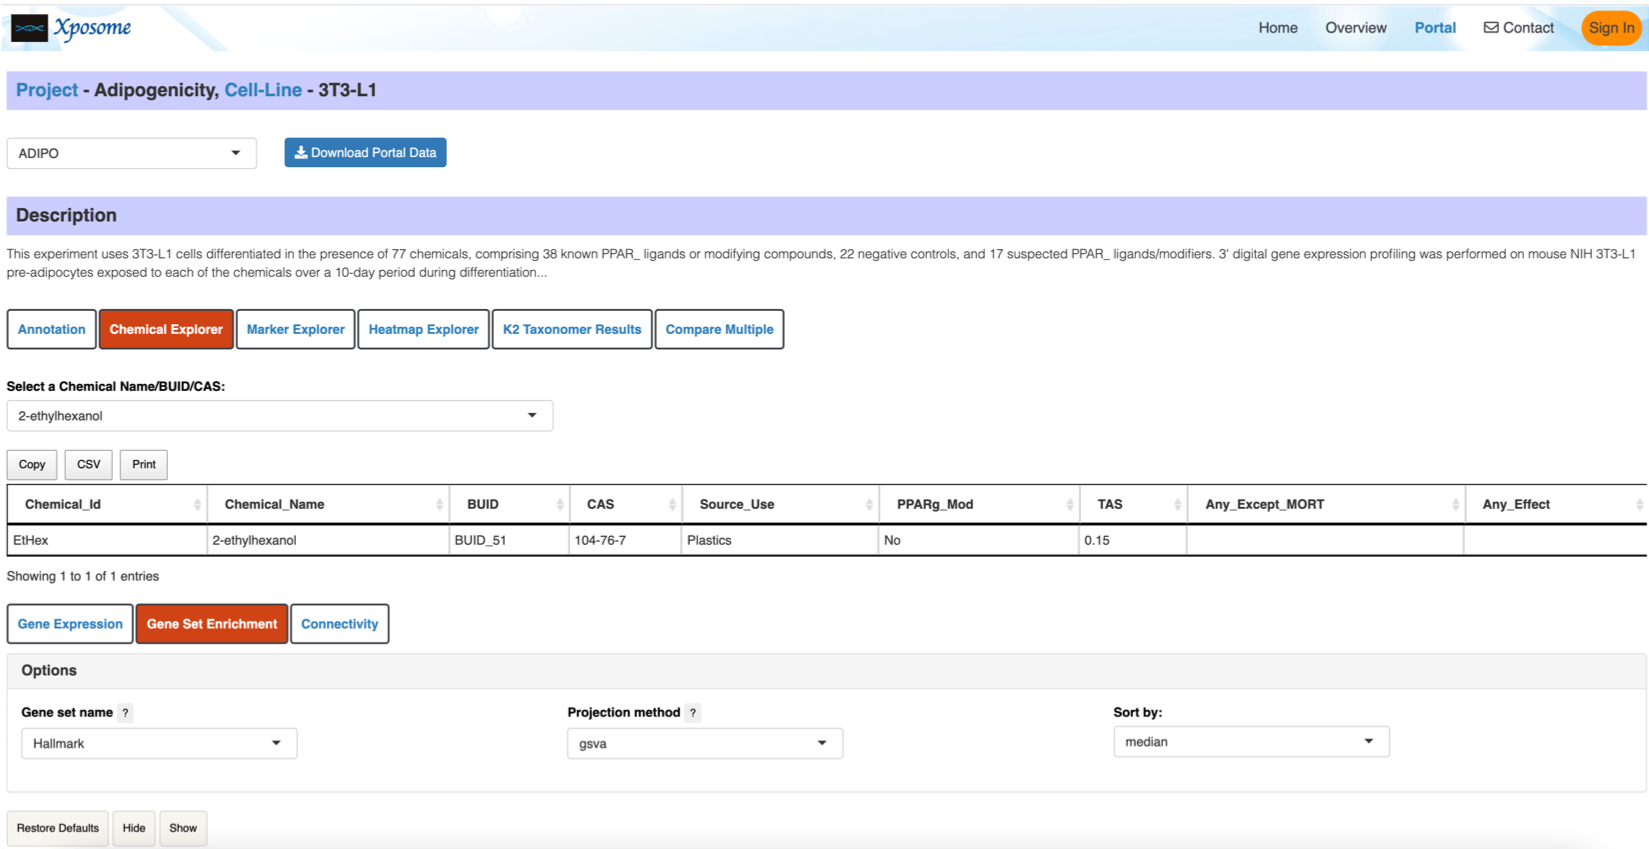 Xposome
Home Overview Portal Contact Sign In
Project - Adipogenicity, Cell-Line - 3T3-L1
ADIPO
Download Portal Data
Description
This experiment uses 3T3-L1 cells differentiated in the presence of 77 chemicals, comprising 38 known PPAR_ ligands or modifying compounds, 22 negative controls, and 17 suspected PPAR_ ligands/modifiers. 3' digital gene expression profiling was performed on mouse NIH 3T3-L1
pre-adipocytes exposed to each of the chemicals over a 10-day period during differentiation...
Annotation Chemical Explorer Marker Explorer Heatmap Explorer K2 Taxonomer Results Compare Multiple
Select a Chemical Name/BUID/CAS:
2-ethylhexanol
Copy CSV Print
Chemical_Id Chemical_Name BUID CAS Source_Use PPARg_Mod TAS Any_Except_MORT Any_Effect
EtHex 2-ethylhexanol BUID_51 104-76-7 Plastics No 0.15
Showing 1 to 1 of 1 entries
Gene Expression Gene Set Enrichment Connectivity
Options
Gene set name ? Projection method ? Sort by:
Hallmark gsva median
Restore Defaults Hide Show